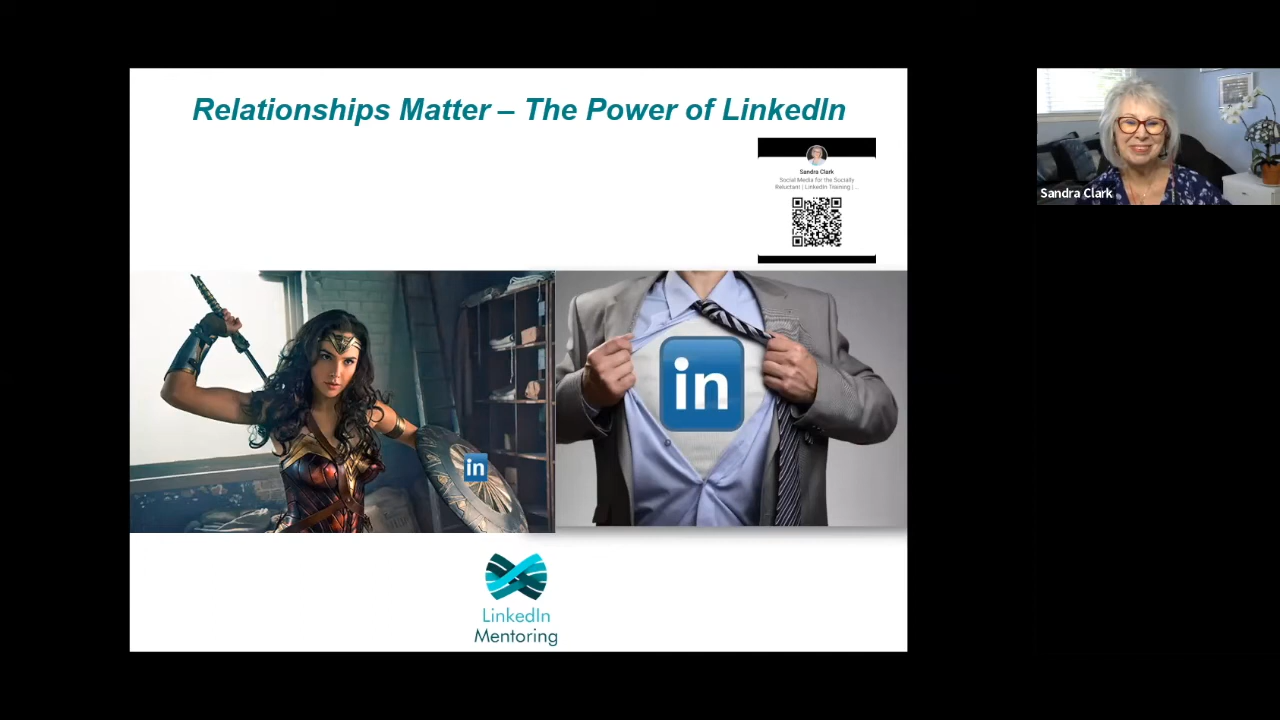 Relationships Matter – The Power of LinkedIn
Sandra Clark
Social Media for the Socially
Reluctant | LinkedIn Training | ...
Sandra Clark
in
in
LinkedIn
Mentoring